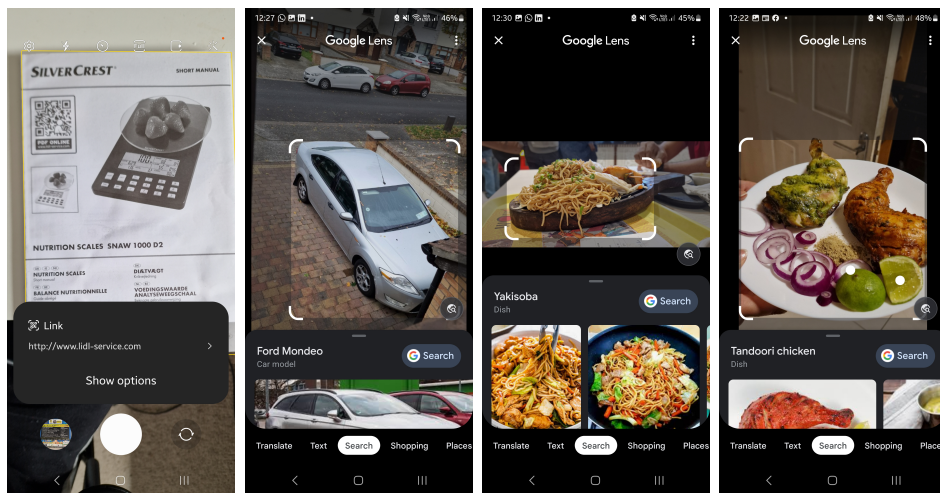 SILVERCREST
SHORT MANUAL
PDF ONLINE
NUTRITION SCALES SNAW 1000 D2
NUTRITION SCALES
BALANCE NUTRITIONNELLE
DIÆTVÆGT
VOEDINGSWAARDE
ANALYSEWEEGSCHAAL
Link
http://www.lidl-service.com
Show options
12:27
46%
Google Lens
Ford Mondeo
Car model
Search
Translate
Text
Search
Shopping
Places
12:30
45%
Google Lens
Yakisoba
Dish
Search
Translate
Text
Search
Shopping
Places
12:22
48%
Google Lens
Tandoori chicken
Dish
Search
Translate
Text
Search
Shopping
Places